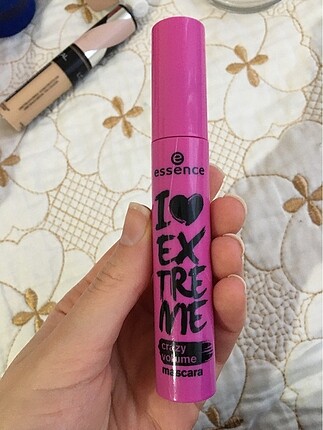 e
essence
I ♥
EX
TRE
ME
crazy
volume
mascara